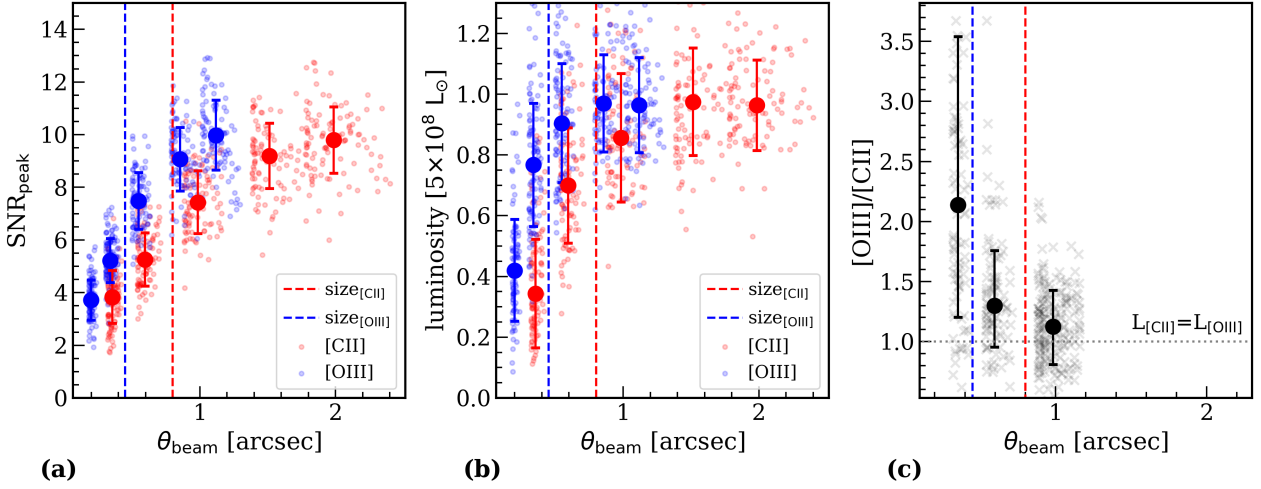 14
12
10
8
6
4
2
0
SNR_peak
1
2
θ_beam [arcsec]
size_[CII]
size_[OIII]
[CII]
[OIII]
(a)
1.2
1.0
0.8
0.6
0.4
0.2
0.0
luminosity [5×10^8 L_⊙]
1
2
θ_beam [arcsec]
size_[CII]
size_[OIII]
[CII]
[OIII]
(b)
3.5
3.0
2.5
2.0
1.5
1.0
[OIII]/[CII]
L_[CII]=L_[OIII]
1
2
θ_beam [arcsec]
(c)